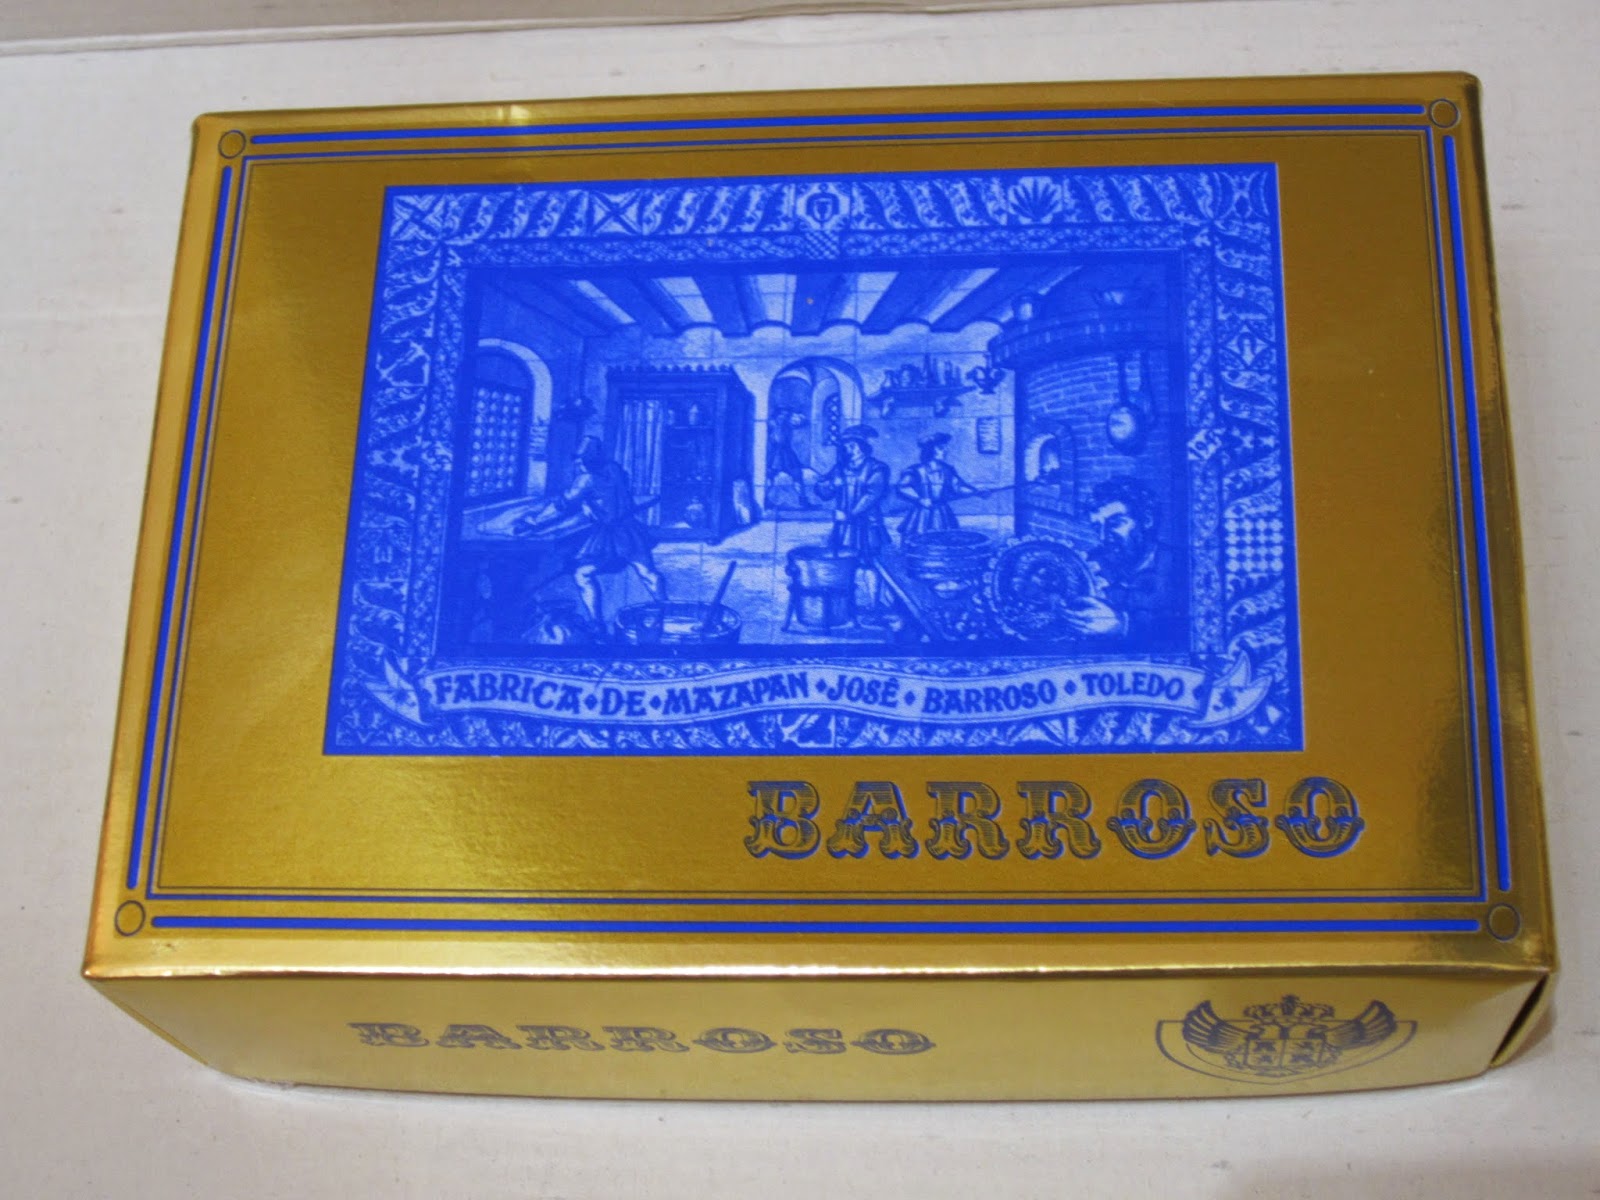 FABRICA • DE • MAZAPAN • JOSÉ • BARROSO • TOLEDO
BARROSO
BARROSO